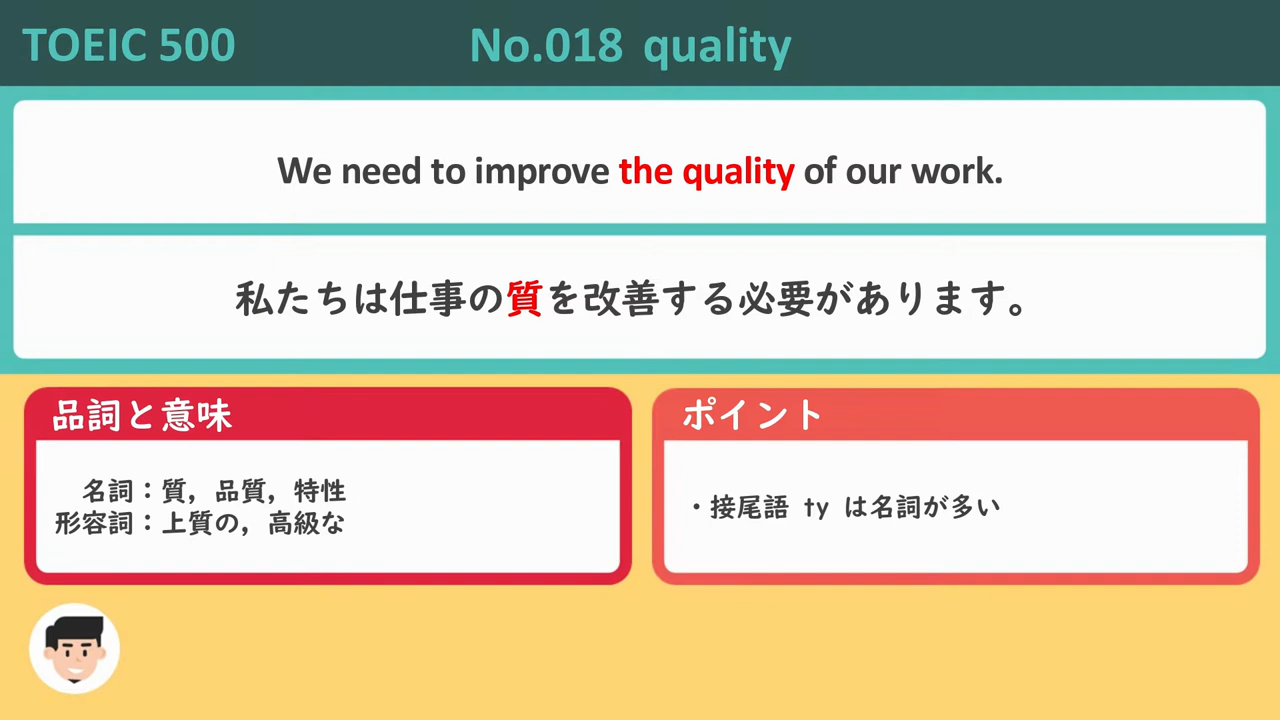 TOEIC 500
No.018 quality
We need to improve the quality of our work.
私たちは仕事の質を改善する必要があります。
品詞と意味
名詞：質，品質，特性
形容詞：上質の，高級な
ポイント
・接尾語 ty は名詞が多い